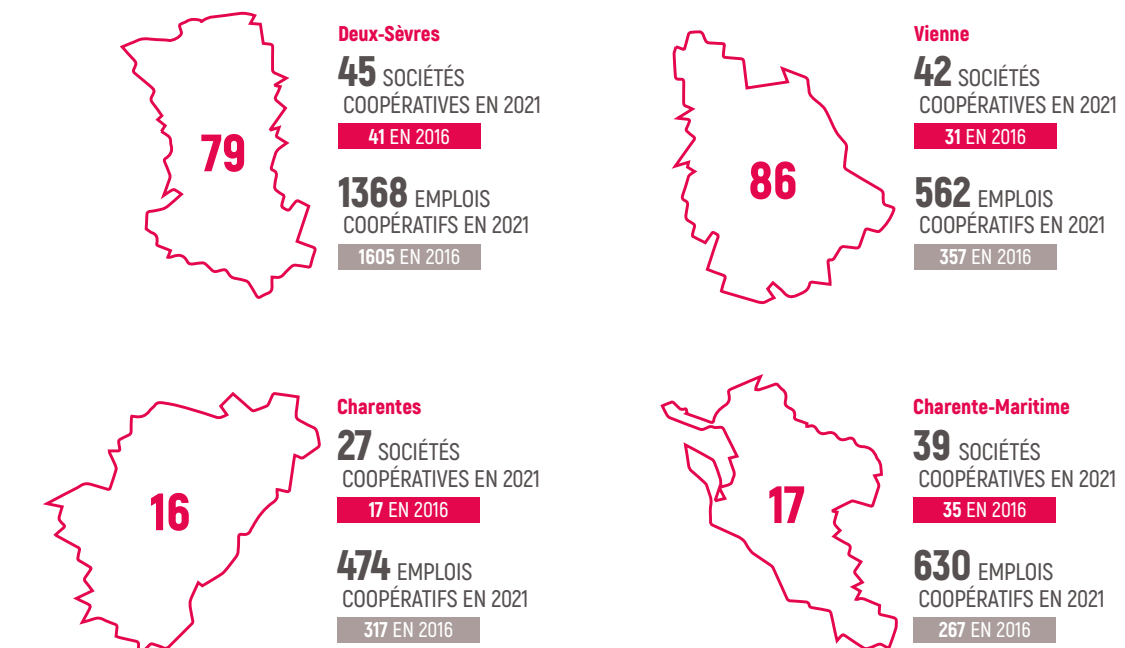 Deux-Sèvres
45 SOCIÉTÉS
COOPÉRATIVES EN 2021
41 EN 2016
79
1368 EMPLOIS
COOPÉRATIFS EN 2021
1605 EN 2016
Vienne
42 SOCIÉTÉS
COOPÉRATIVES EN 2021
31 EN 2016
86
562 EMPLOIS
COOPÉRATIFS EN 2021
357 EN 2016
Charentes
27 SOCIÉTÉS
COOPÉRATIVES EN 2021
17 EN 2016
16
474 EMPLOIS
COOPÉRATIFS EN 2021
317 EN 2016
Charente-Maritime
39 SOCIÉTÉS
COOPÉRATIVES EN 2021
35 EN 2016
17
630 EMPLOIS
COOPÉRATIFS EN 2021
267 EN 2016